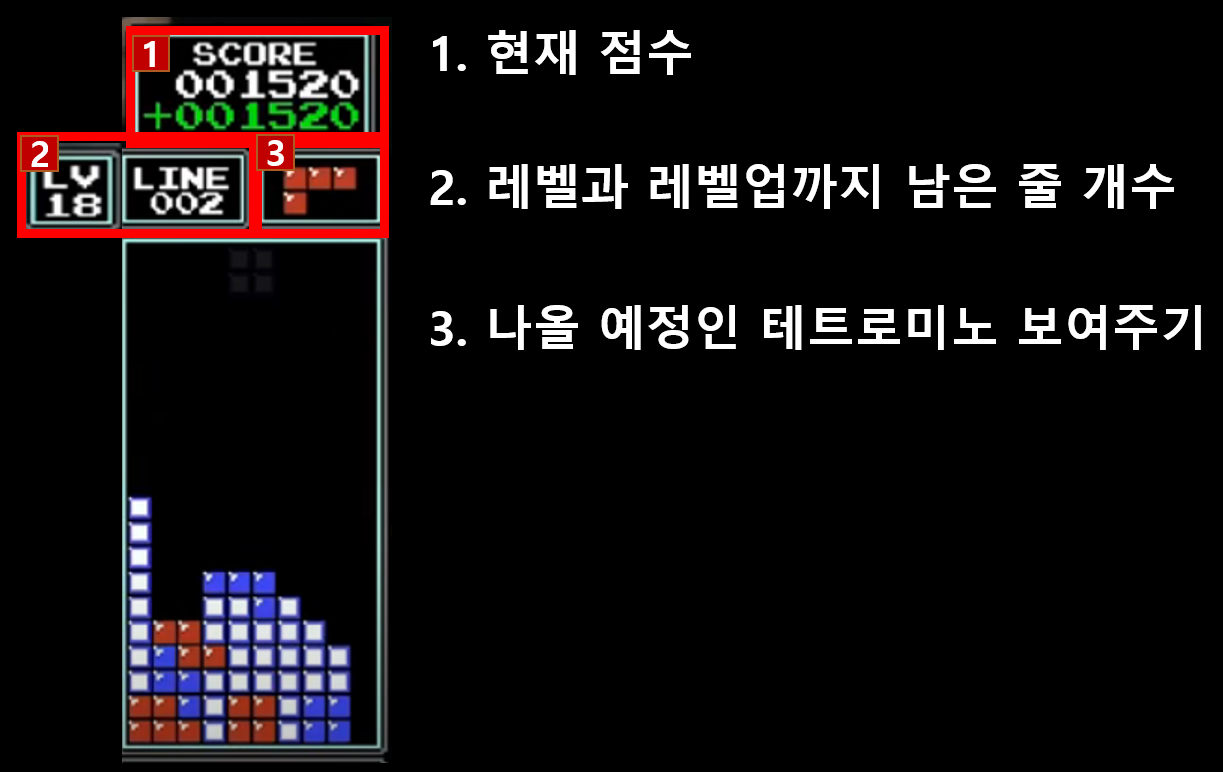 1
SCORE
001520
+001520
1. 현재 점수
2
LV
18
LINE
002
3
2. 레벨과 레벨업까지 남은 줄 개수
3. 나올 예정인 테트로미노 보여주기